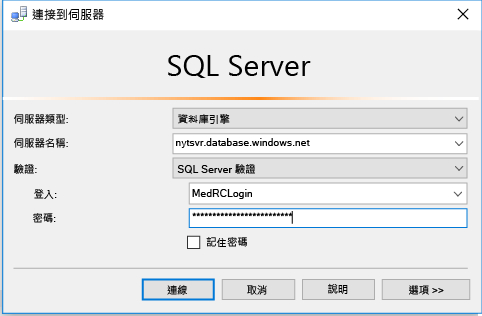 連接到伺服器
SQL Server
伺服器類型: 資料庫引擎
伺服器名稱: nytsvr.database.windows.net
驗證: SQL Server 驗證
登入: MedRCLogin
密碼: *************************
記住密碼
連線 取消 說明 選項 >>